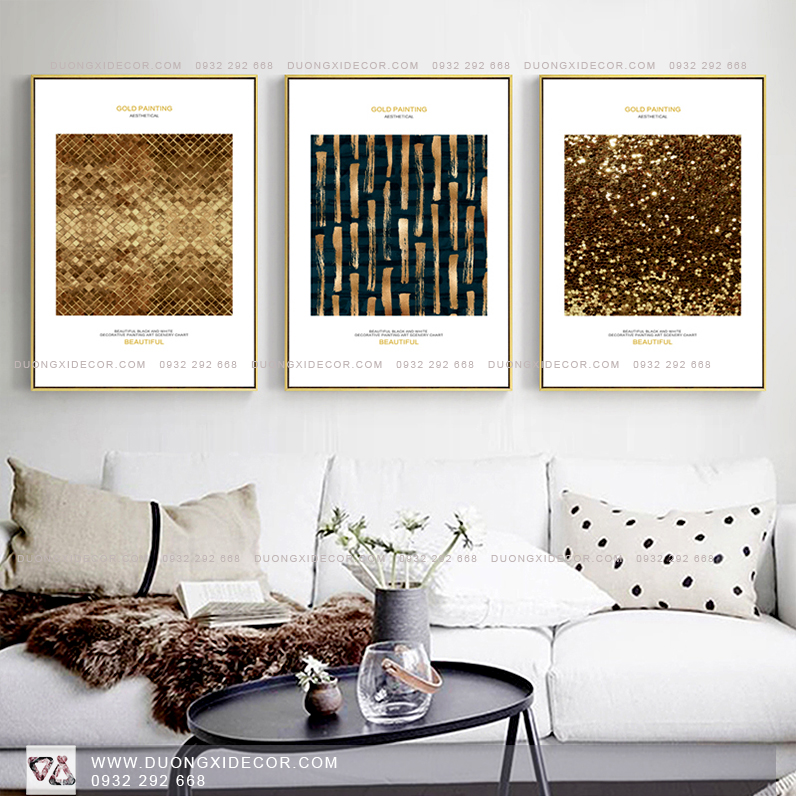 DUONGXIDECOR.COM 0932 292 668 DUONGXIDECOR.COM 0932 292 668 DUONGXIDECOR.COM 0932 292 668
GOLD PAINTING
AESTHETICAL
BEAUTIFUL BLACK AND WHITE
DECORATIVE PAINTING ART SCENERY CHART
BEAUTIFUL
GOLD PAINTING
AESTHETICAL
BEAUTIFUL BLACK AND WHITE
DECORATIVE PAINTING ART SCENERY CHART
BEAUTIFUL
GOLD PAINTING
AESTHETICAL
BEAUTIFUL BLACK AND WHITE
DECORATIVE PAINTING ART SCENERY CHART
BEAUTIFUL
DUONGXIDECOR.COM 0932 292 668 DUONGXIDECOR.COM 0932 292 668 DUONGXIDECOR.COM 0932 292 668
DUONGXIDECOR.COM 0932 292 668 DUONGXIDECOR.COM 0932 292 668 DUONGXIDECOR.COM 0932 292 668
WWW.DUONGXIDECOR.COM
0932 292 668